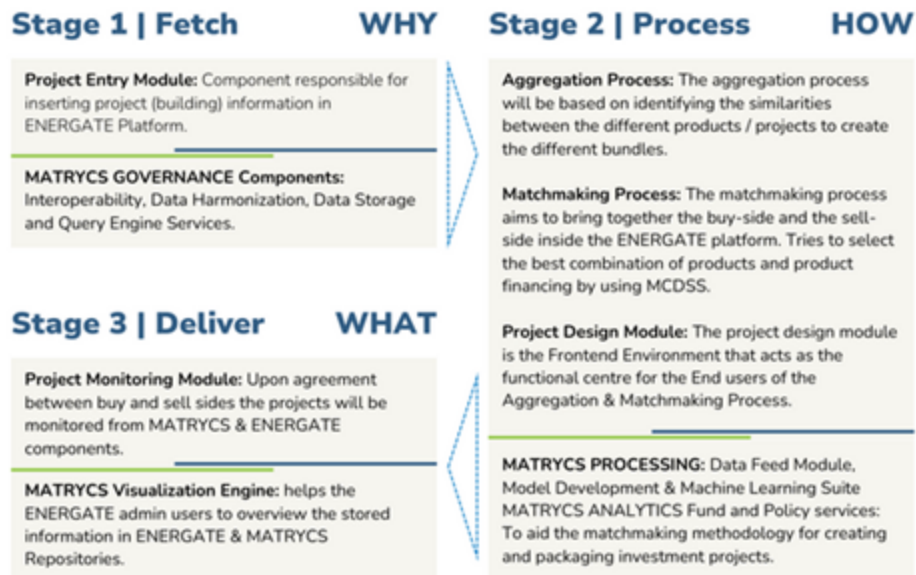 Stage 1 | Fetch WHY
Project Entry Module: Component responsible for
inserting project (building) information in
ENERGATE Platform.
MATRYCS GOVERNANCE Components:
Interoperability, Data Harmonization, Data Storage
and Query Engine Services.
Stage 2 | Process HOW
Aggregation Process: The aggregation process
will be based on identifying the similarities
between the different products / projects to create
the different bundles.
Matchmaking Process: The matchmaking process
aims to bring together the buy-side and the sell-
side inside the ENERGATE platform. Tries to select
the best combination of products and product
financing by using MCDSS.
Project Design Module: The project design module
is the Frontend Environment that acts as the
functional centre for the End users of the
Aggregation & Matchmaking Process.
MATRYCS PROCESSING: Data Feed Module,
Model Development & Machine Learning Suite
MATRYCS ANALYTICS Fund and Policy services:
To aid the matchmaking methodology for creating
and packaging investment projects.
Stage 3 | Deliver WHAT
Project Monitoring Module: Upon agreement
between buy and sell sides the projects will be
monitored from MATRYCS & ENERGATE
components.
MATRYCS Visualization Engine: helps the
ENERGATE admin users to overview the stored
information in ENERGATE & MATRYCS
Repositories.